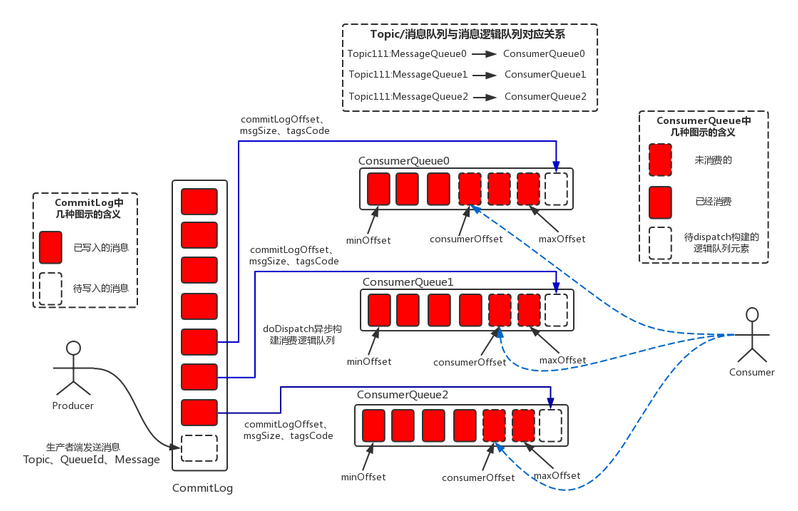 Topic/消息队列与消息逻辑队列对应关系
Topic111:MessageQueue0 ConsumerQueue0
Topic111:MessageQueue1 ConsumerQueue1
Topic111:MessageQueue2 ConsumerQueue2
ConsumerQueue中
几种图示的含义
未消费的
已经消费
待dispatch构建的
逻辑队列元素
commitLogOffset、
msgSize、tagsCode
ConsumerQueue0
minOffset
consumerOffset
maxOffset
CommitLog中
几种图示的含义
已写入的消息
待写入的消息
commitLogOffset、
msgSize、tagsCode
ConsumerQueue1
doDispatch异步构
建消费逻辑队列
minOffset
consumerOffset
maxOffset
Consumer
Producer
ConsumerQueue2
commitLogOffset、
msgSize、tagsCode
minOffset
consumerOffset
maxOffset
生产者端发送消息
Topic、QueueId、Message
CommitLog